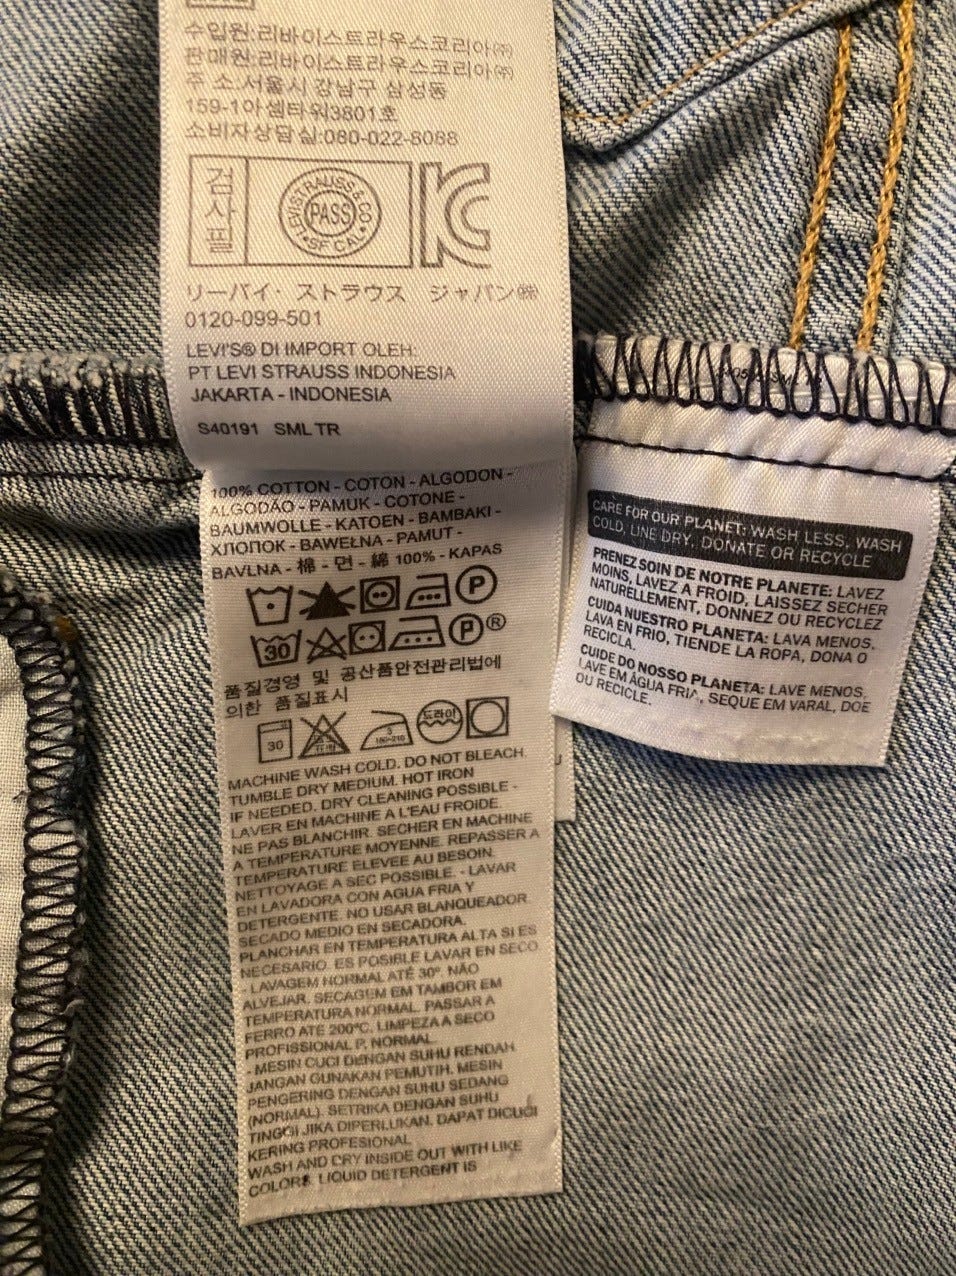 수입원:리바이스트라우스코리아㈜
판매원:리바이스트라우스코리아㈜
주 소.서울시 강남구 삼성동
159-1아셈타워3801호
소비자상담실:080-022-8088
검사필
LEVI STRAUSS & CO
PASS
SF CAL
KC
リーバイ・ストラウス ジャパン㈱
0120-099-501
LEVI'S® DI IMPORT OLEH:
PT LEVI STRAUSS INDONESIA
JAKARTA - INDONESIA
S40191 SML TR
100% COTTON - COTON - ALGODON -
ALGODÃO - PAMUK - COTONE -
BAUMWOLLE - KATOEN - BAMBAKI -
ХЛОПОК - BAWEŁNA - PAMUT -
BAVLNA - 棉 - 면 - 綿 100% - KAPAS
P
30 P ®
품질경영 및 공산품안전관리법에
의한 품질표시
30 표백 3 180-210 드라이
MACHINE WASH COLD. DO NOT BLEACH.
TUMBLE DRY MEDIUM. HOT IRON
IF NEEDED. DRY CLEANING POSSIBLE -
LAVER EN MACHINE A L'EAU FROIDE.
NE PAS BLANCHIR. SECHER EN MACHINE
A TEMPERATURE MOYENNE. REPASSER A
TEMPERATURE ELEVEE AU BESOIN.
NETTOYAGE A SEC POSSIBLE. - LAVAR
EN LAVADORA CON AGUA FRIA Y
DETERGENTE. NO USAR BLANQUEADOR.
SECADO MEDIO EN SECADORA.
PLANCHAR EN TEMPERATURA ALTA SI ES
NECESARIO. ES POSIBLE LAVAR EN SECO
. LAVAGEM NORMAL ATÉ 30°. NÃO
ALVEJAR. SECAGEM EM TAMBOR EM
TEMPERATURA NORMAL. PASSAR A
FERRO ATE 200°C. LIMPEZA A SECO
PROFISSIONAL P, NORMAL.
. MESIN CUCI DENGAN SUHU RENDAH.
JANGAN GUNAKAN PEMUTIH. MESIN
PENGERING DENGAN SUHU SEDANG
(NORMAL). SETRIKA DENGAN SUHU
TINGGI JIKA DIPERLUKAN. DAPAT DICUCI
KERING PROFESIONAL
WASH AND DRY INSIDE OUT WITH LIKE
COLORS. LIQUID DETERGENT IS
CARE FOR OUR PLANET: WASH LESS, WASH
COLD, LINE DRY, DONATE OR RECYCLE
PRENEZ SOIN DE NOTRE PLANETE: LAVEZ
MOINS, LAVEZ A FROID, LAISSEZ SECHER
NATURELLEMENT, DONNEZ OU RECYCLEZ
CUIDA NUESTRO PLANETA: LAVA MENOS,
LAVA EN FRIO, TIENDE LA ROPA, DONA O
RECICLA.
CUIDE DO NOSSO PLANETA: LAVE MENOS,
LAVE EM ÁGUA FRIA, SEQUE EM VARAL, DOE
OU RECICLE.